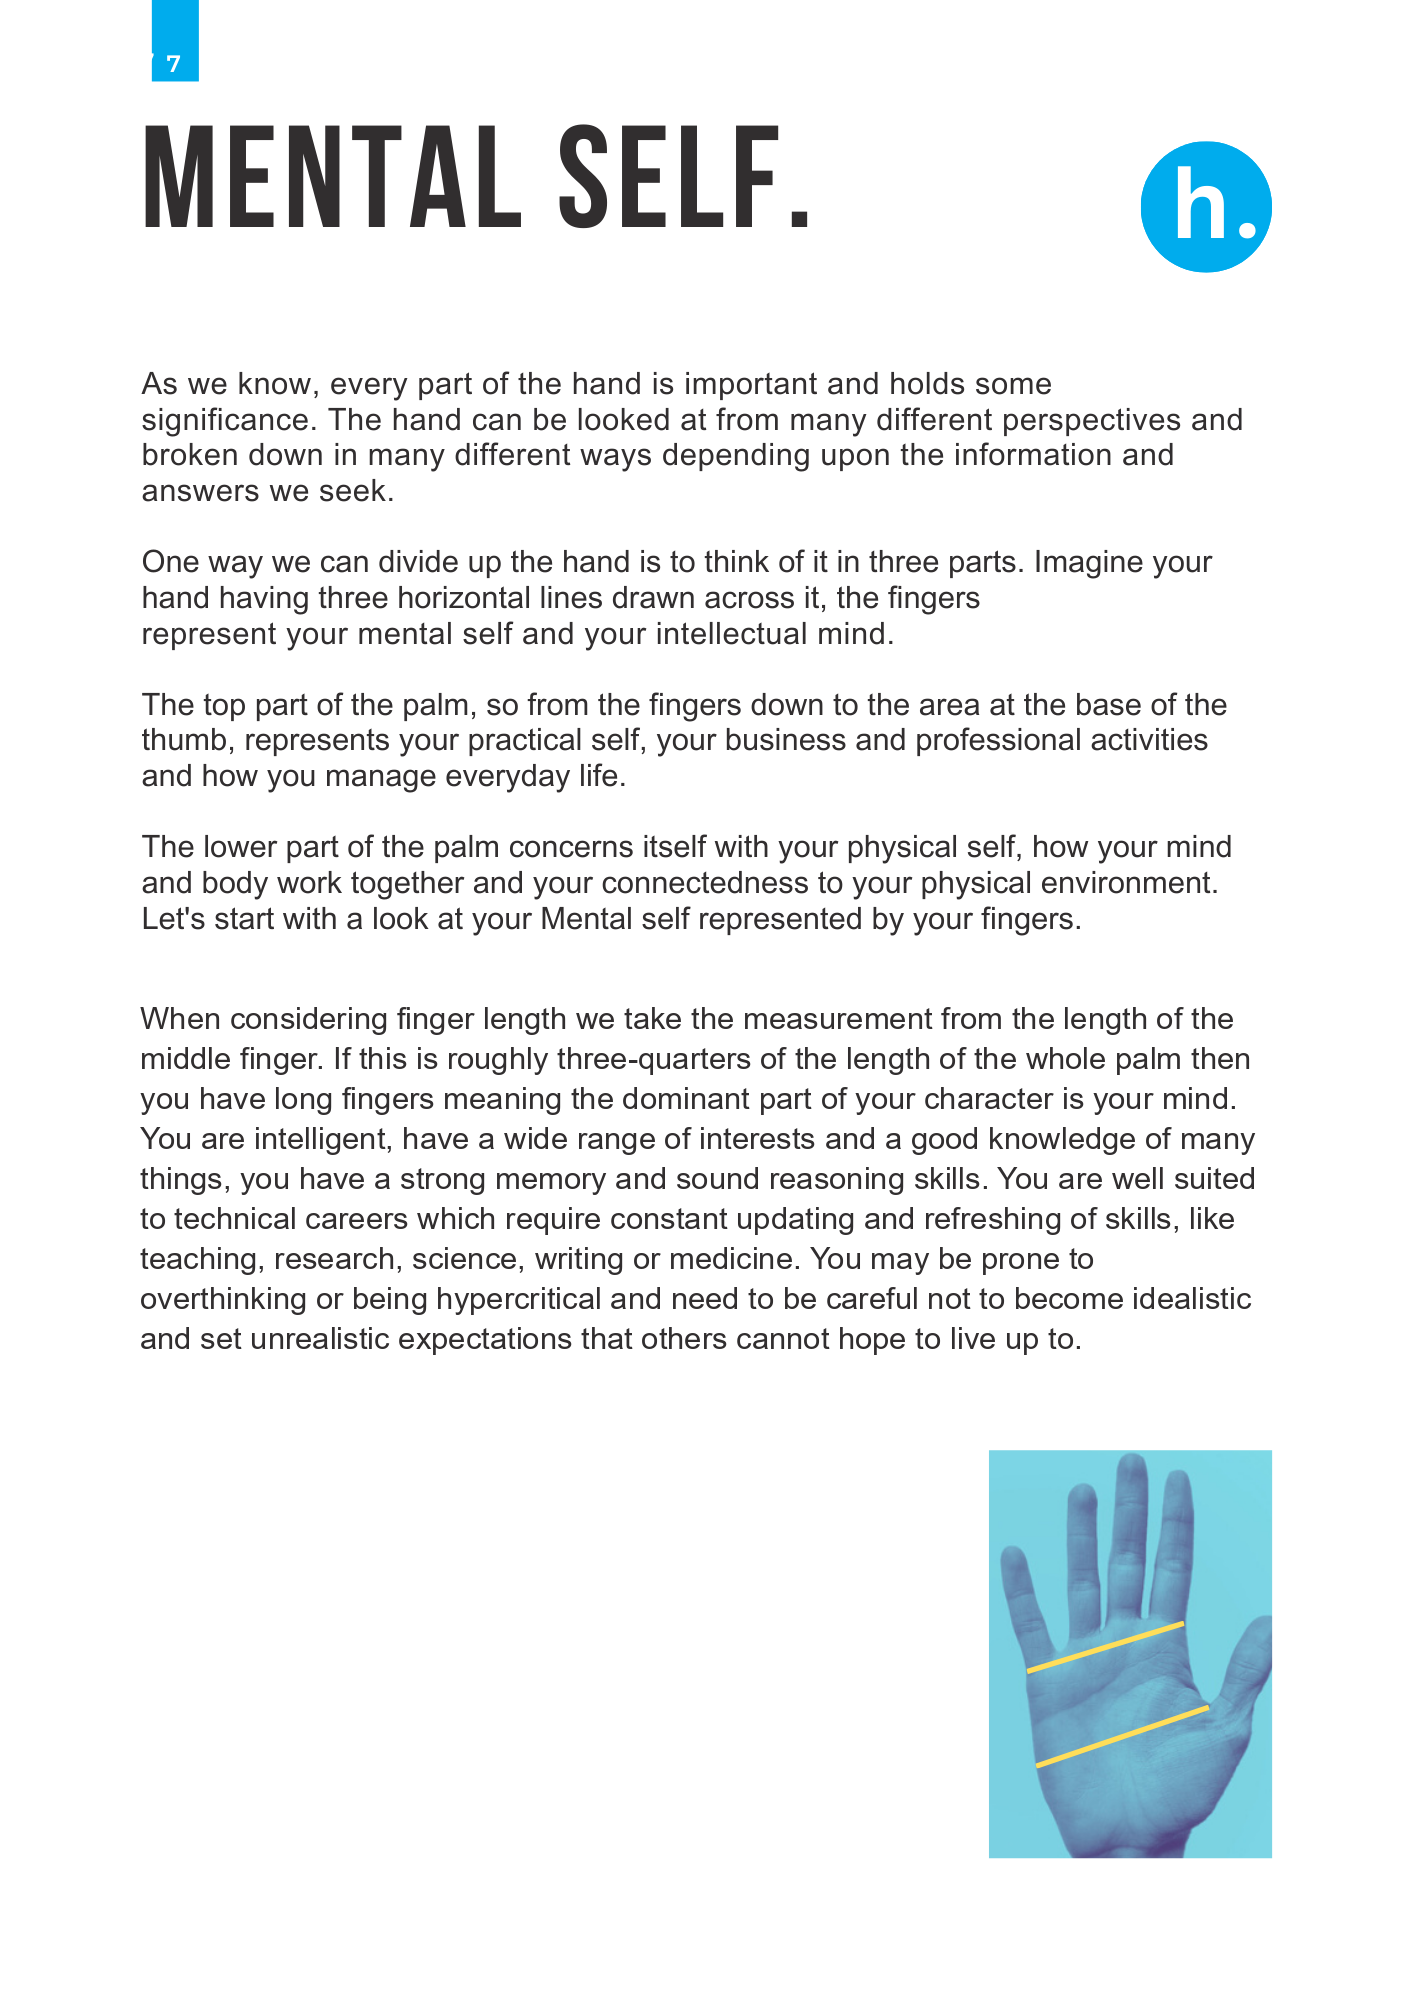 7
MENTAL SELF.
h.
As we know, every part of the hand is important and holds some
significance. The hand can be looked at from many different perspectives and
broken down in many different ways depending upon the information and
answers we seek.
One way we can divide up the hand is to think of it in three parts. Imagine your
hand having three horizontal lines drawn across it, the fingers
represent your mental self and your intellectual mind.
The top part of the palm, so from the fingers down to the area at the base of the
thumb, represents your practical self, your business and professional activities
and how you manage everyday life.
The lower part of the palm concerns itself with your physical self, how your mind
and body work together and your connectedness to your physical environment.
Let's start with a look at your Mental self represented by your fingers.
When considering finger length we take the measurement from the length of the
middle finger. If this is roughly three-quarters of the length of the whole palm then
you have long fingers meaning the dominant part of your character is your mind.
You are intelligent, have a wide range of interests and a good knowledge of many
things, you have a strong memory and sound reasoning skills. You are well suited
to technical careers which require constant updating and refreshing of skills, like
teaching, research, science, writing or medicine. You may be prone to
overthinking or being hypercritical and need to be careful not to become idealistic
and set unrealistic expectations that others cannot hope to live up to.